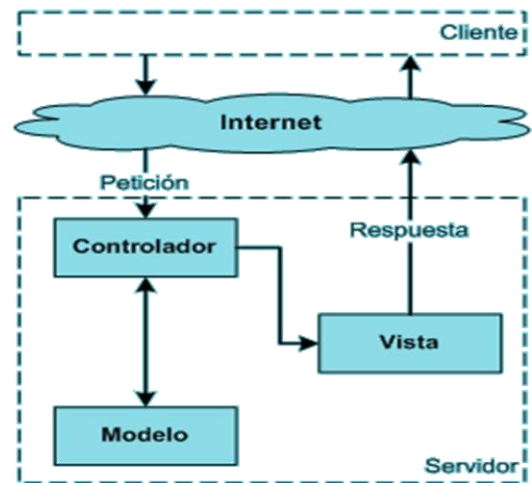 Cliente
Internet
Petición
Controlador
Respuesta
Vista
Modelo
Servidor